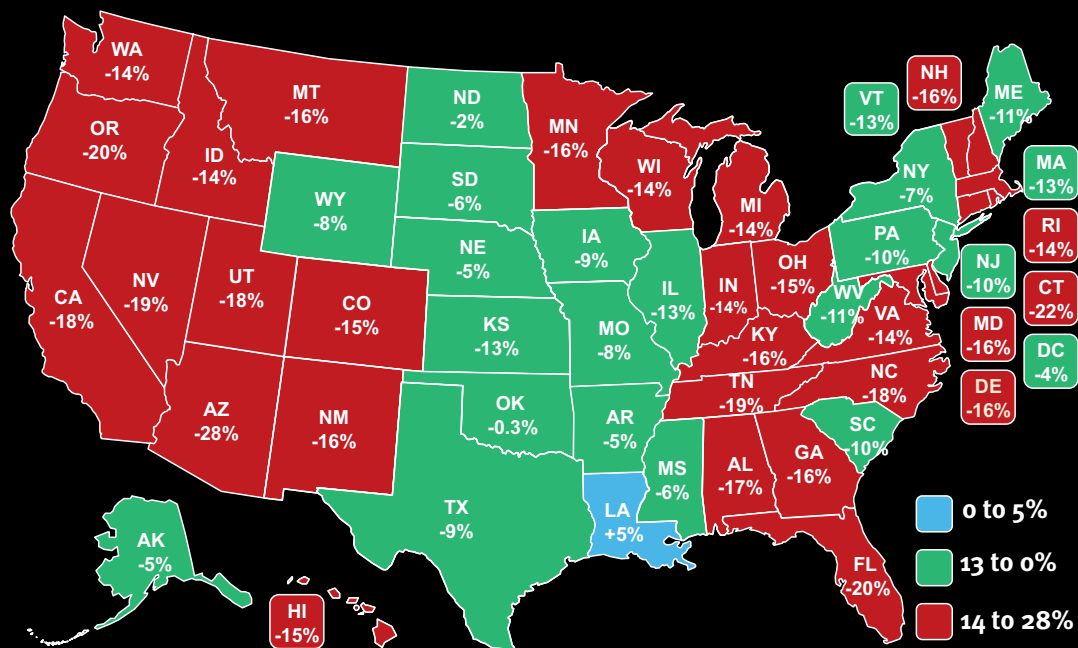 WA
-14%
OR
-20%
CA
-18%
NV
-19%
ID
-14%
MT
-16%
WY
-8%
UT
-18%
CO
-15%
AZ
-28%
NM
-16%
ND
-2%
SD
-6%
NE
-5%
KS
-13%
OK
-0.3%
TX
-9%
MN
-16%
IA
-9%
MO
-8%
AR
-5%
LA
+5%
WI
-14%
IL
-13%
MI
-14%
IN
-14%
OH
-15%
KY
-16%
TN
-19%
MS
-6%
AL
-17%
GA
-16%
FL
-20%
SC
-10%
NC
-18%
VA
-14%
WV
-11%
PA
-10%
NY
-7%
VT
-13%
NH
-16%
ME
-11%
MA
-13%
RI
-14%
CT
-22%
NJ
-10%
MD
-16%
DC
-4%
DE
-16%
AK
-5%
HI
-15%
0 to 5%
13 to 0%
14 to 28%